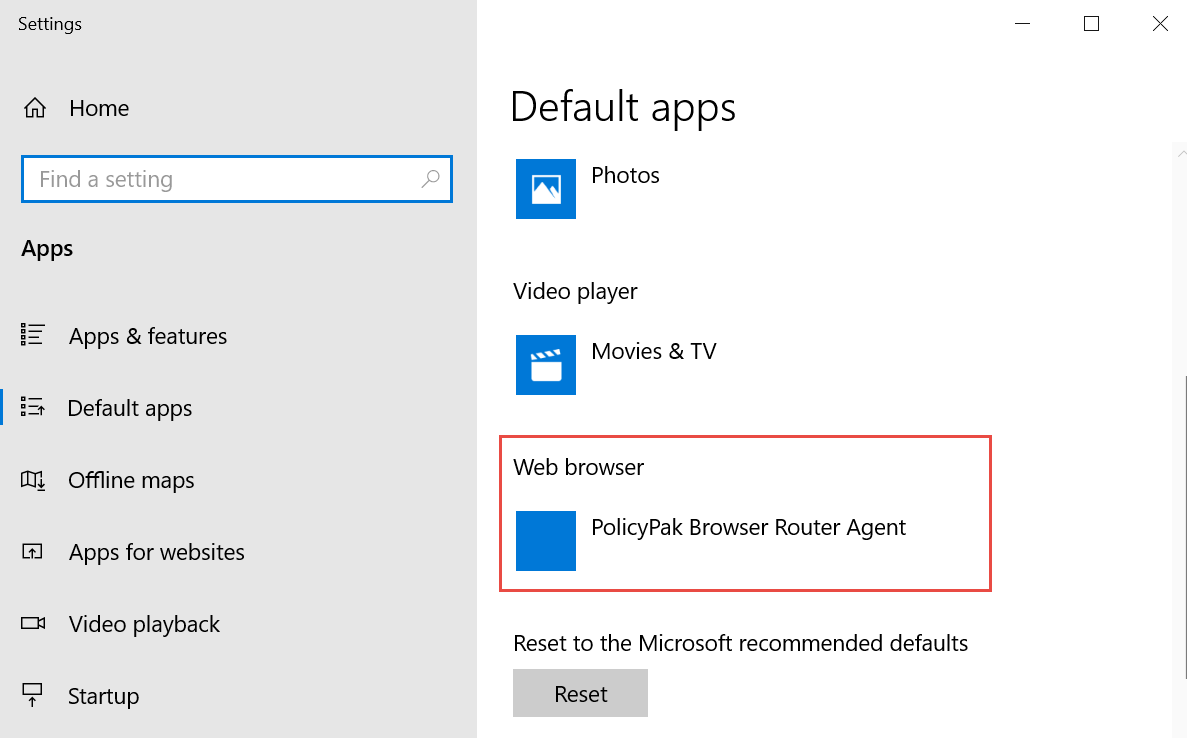 Settings
Home
Find a setting
Apps
Apps & features
Default apps
Offline maps
Apps for websites
Video playback
Startup
Default apps
Photos
Video player
Movies & TV
Web browser
PolicyPak Browser Router Agent
Reset to the Microsoft recommended defaults
Reset